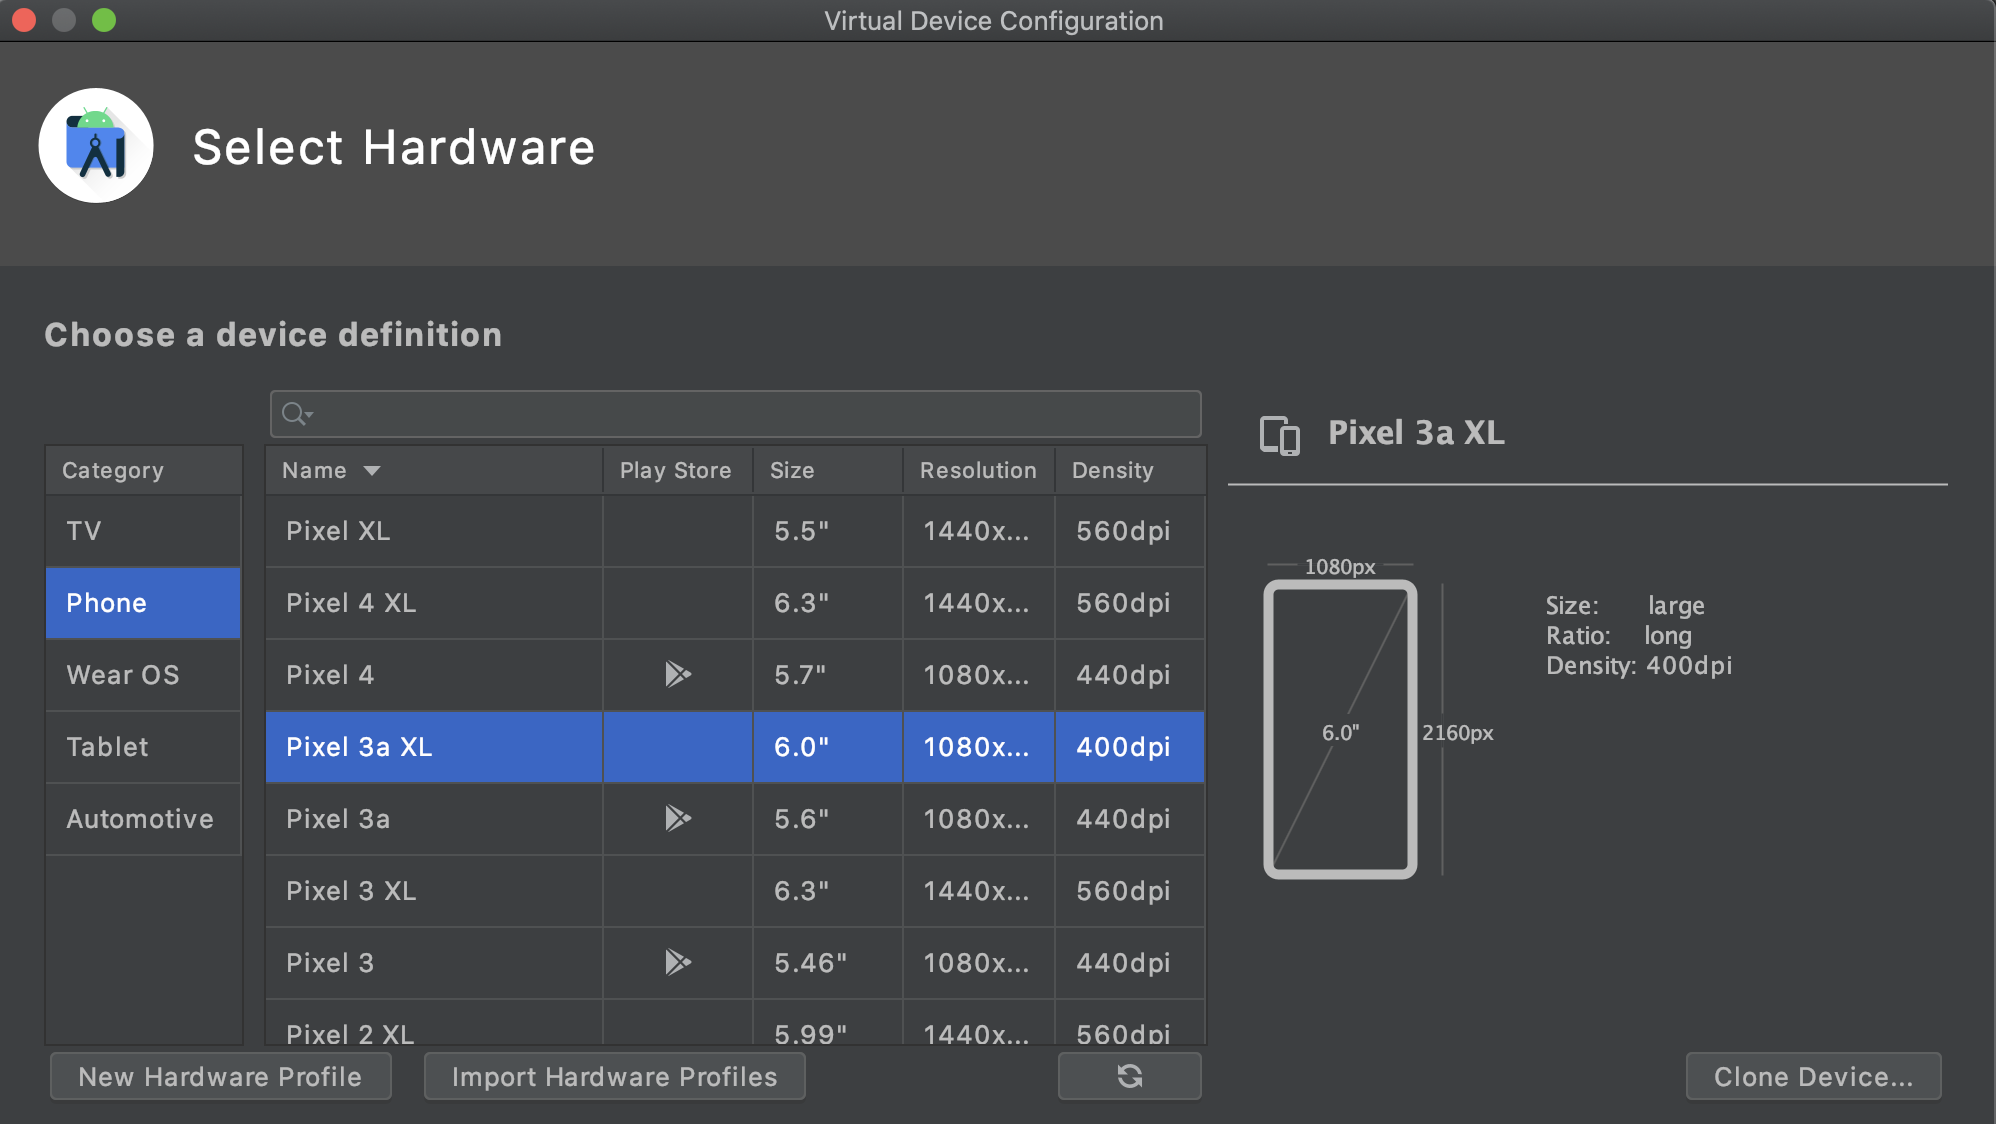 Virtual Device Configuration
Select Hardware
Choose a device definition
Category
TV
Phone
Wear OS
Tablet
Automotive
Name Play Store Size Resolution Density
Pixel XL 5.5" 1440x... 560dpi
Pixel 4 XL 6.3" 1440x... 560dpi
Pixel 4 5.7" 1080x... 440dpi
Pixel 3a XL 6.0" 1080x... 400dpi
Pixel 3a 5.6" 1080x... 440dpi
Pixel 3 XL 6.3" 1440x... 560dpi
Pixel 3 5.46" 1080x... 440dpi
Pixel 2 XL 5.99" 1440x... 560dpi
Pixel 3a XL
1080px
6.0"
2160px
Size: large
Ratio: long
Density: 400dpi
New Hardware Profile
Import Hardware Profiles
Clone Device...